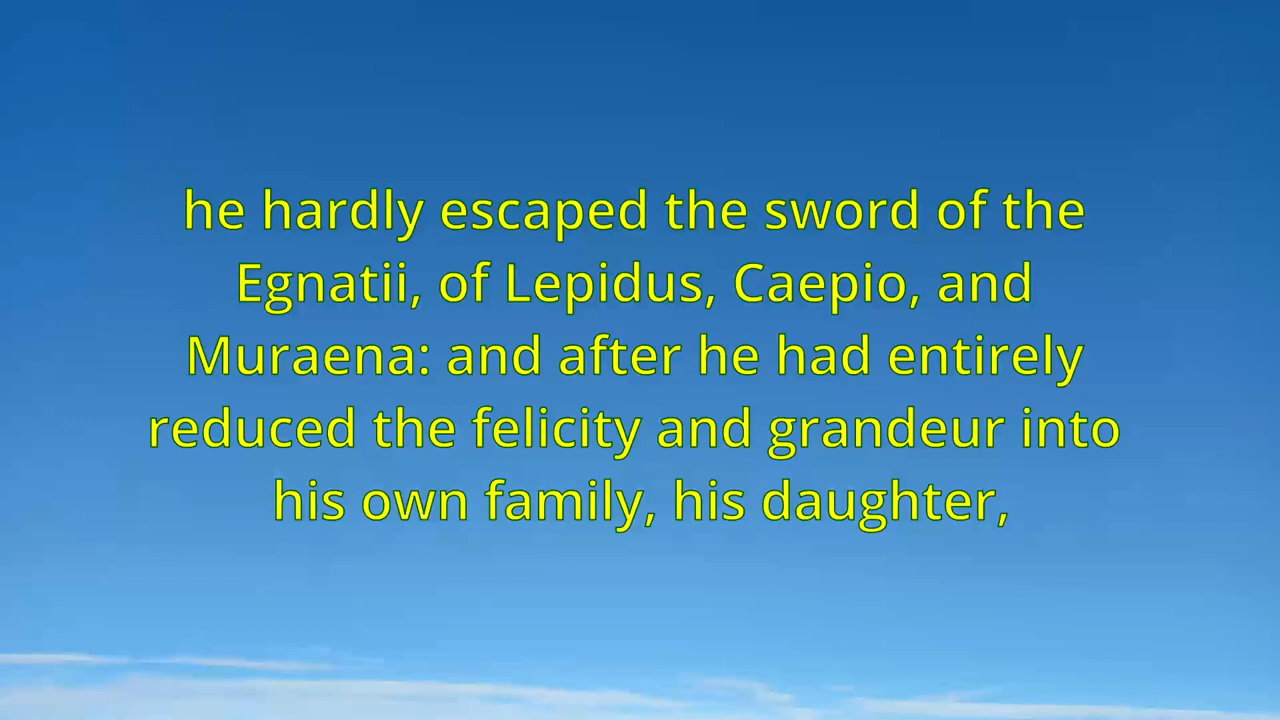 he hardly escaped the sword of the
Egnatii, of Lepidus, Caepio, and
Muraena: and after he had entirely
reduced the felicity and grandeur into
his own family, his daughter,